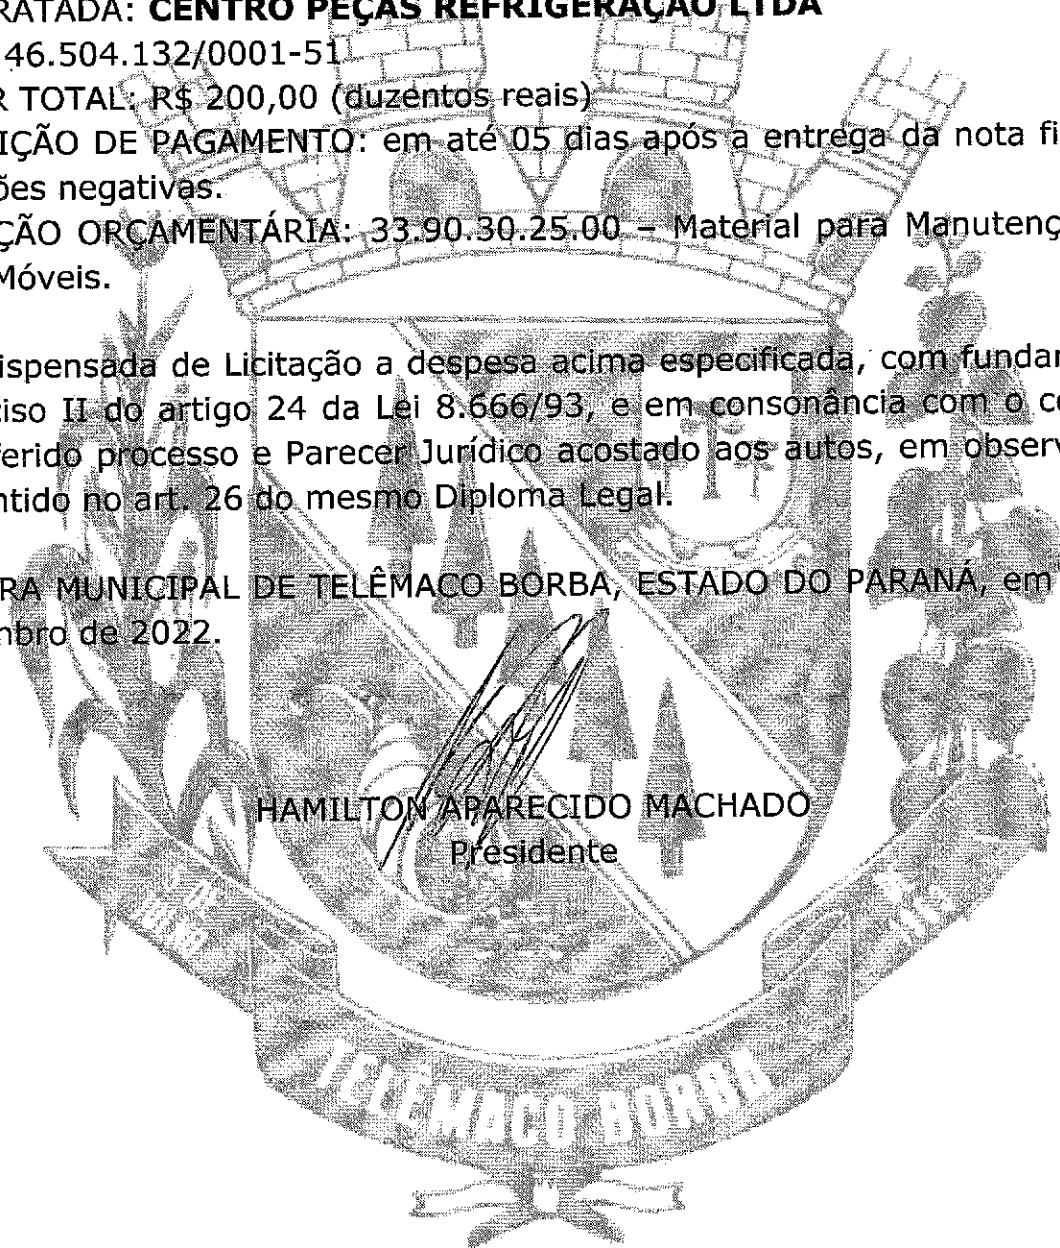 RATADA: CENTRO PEÇAS REFRIGERAÇÃO LTDA
46.504.132/0001-51
R TOTAL: R$ 200,00 (duzentos reais)
IÇÃO DE PAGAMENTO: em até 05 dias após a entrega da nota fi
ões negativas.
ÇÃO ORÇAMENTÁRIA: 33.90.30.25.00 – Material para Manutenç
Móveis.
ispensada de Licitação a despesa acima especificada, com fundar
iso II do artigo 24 da Lei 8.666/93, e em consonância com o co
ferido processo e Parecer Jurídico acostado aos autos, em observ
ntido no art. 26 do mesmo Diploma Legal.
RA MUNICIPAL DE TELÊMACO BORBA, ESTADO DO PARANÁ, em
mbro de 2022.
HAMILTON APARECIDO MACHADO
Presidente
TELÊMACO BORBA